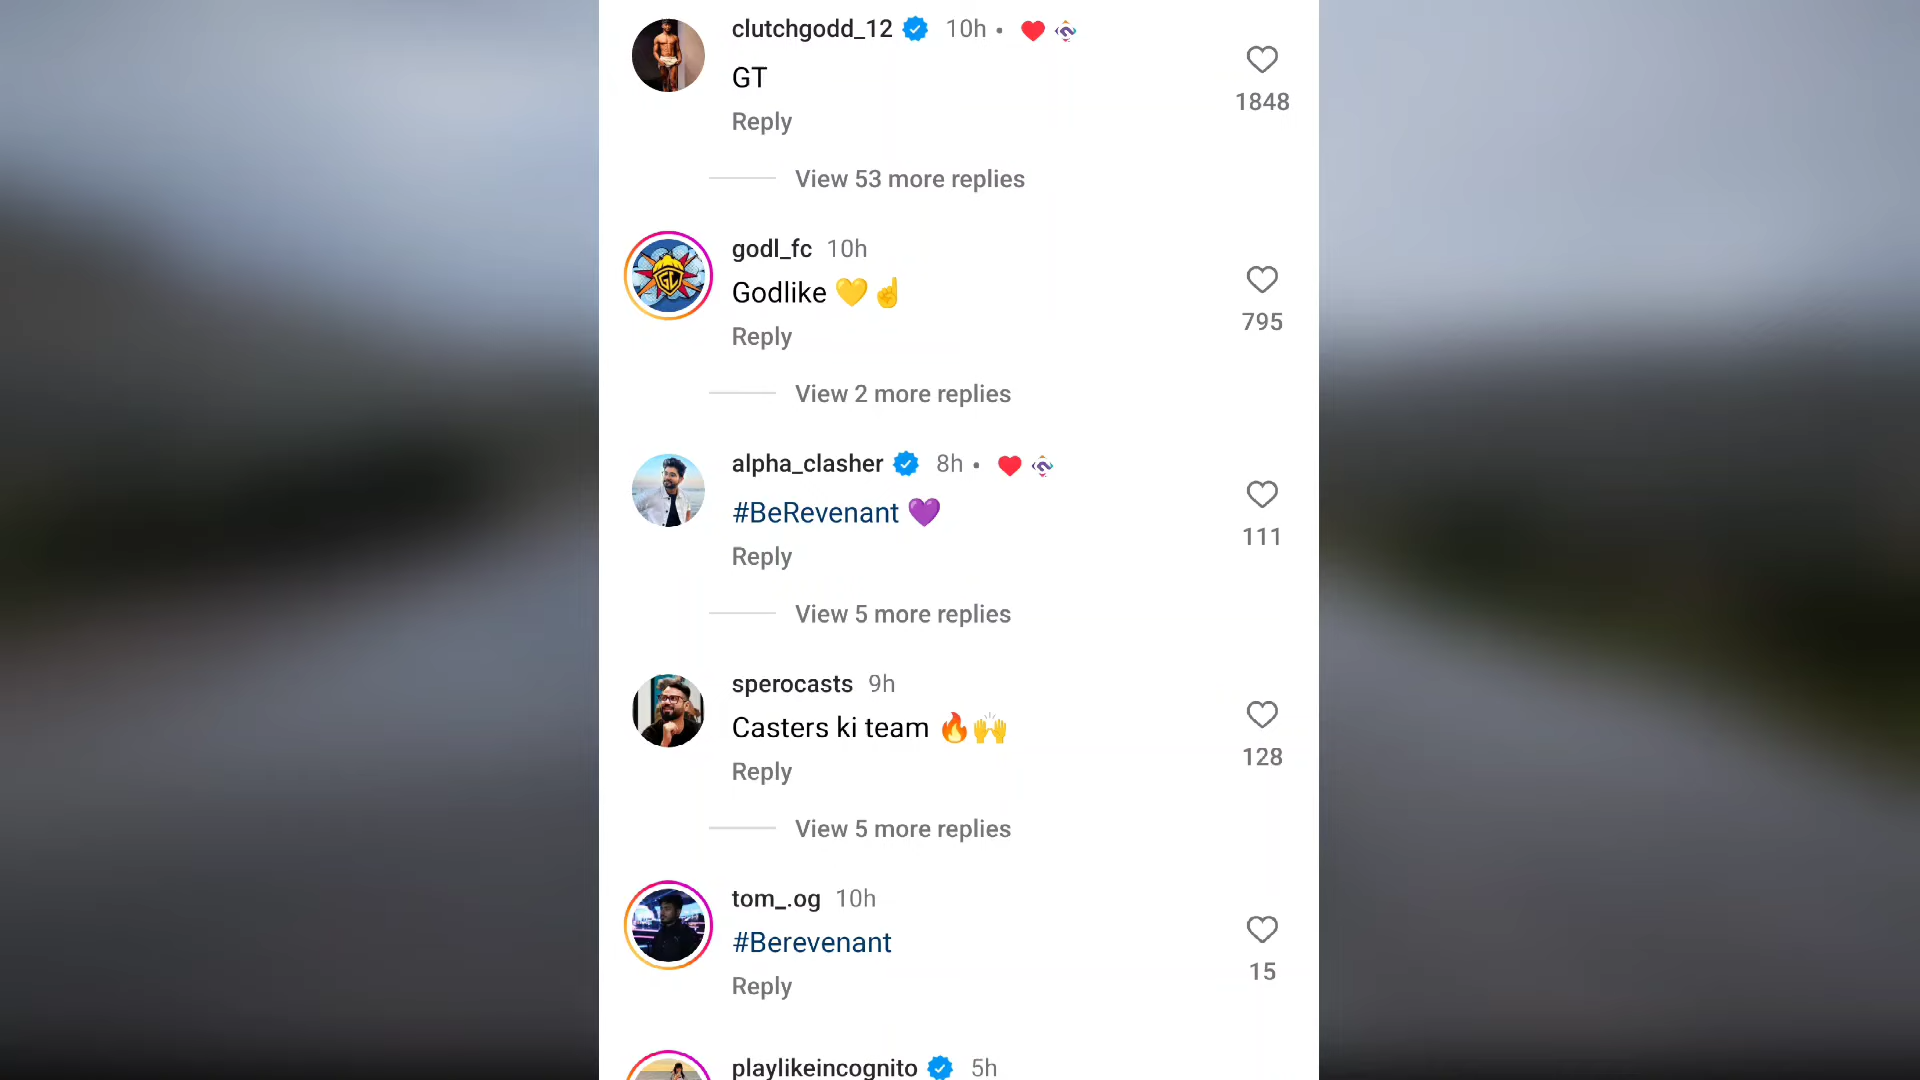 clutchgodd_12 10h •
GT
1848
Reply
View 53 more replies
godl_fc 10h
Godlike 💛☝️
795
Reply
View 2 more replies
alpha_clasher 8h •
#BeRevenant 💜
111
Reply
View 5 more replies
sperocasts 9h
Casters ki team 🔥🙌
128
Reply
View 5 more replies
tom_.og 10h
#Berevenant
15
Reply
playlikeincognito 5h